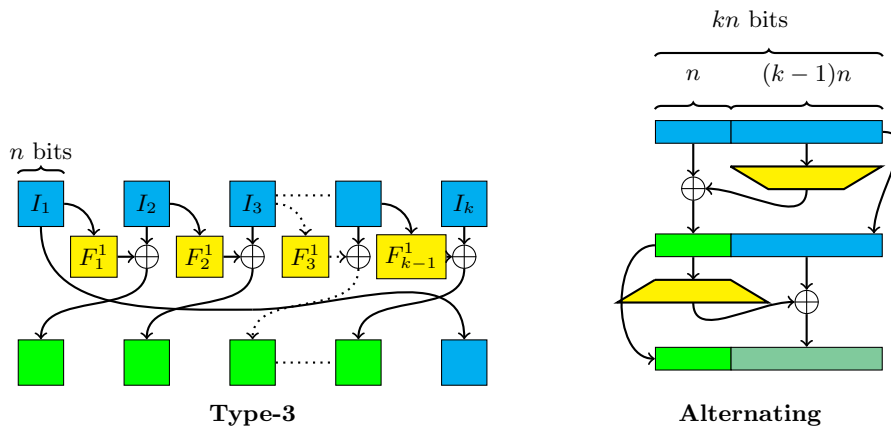 kn bits
n (k − 1)n
n bits
I₁ I₂ I₃ Iₖ
F₁¹ F₂¹ F₃¹ Fₖ₋₁¹
Type-3 Alternating